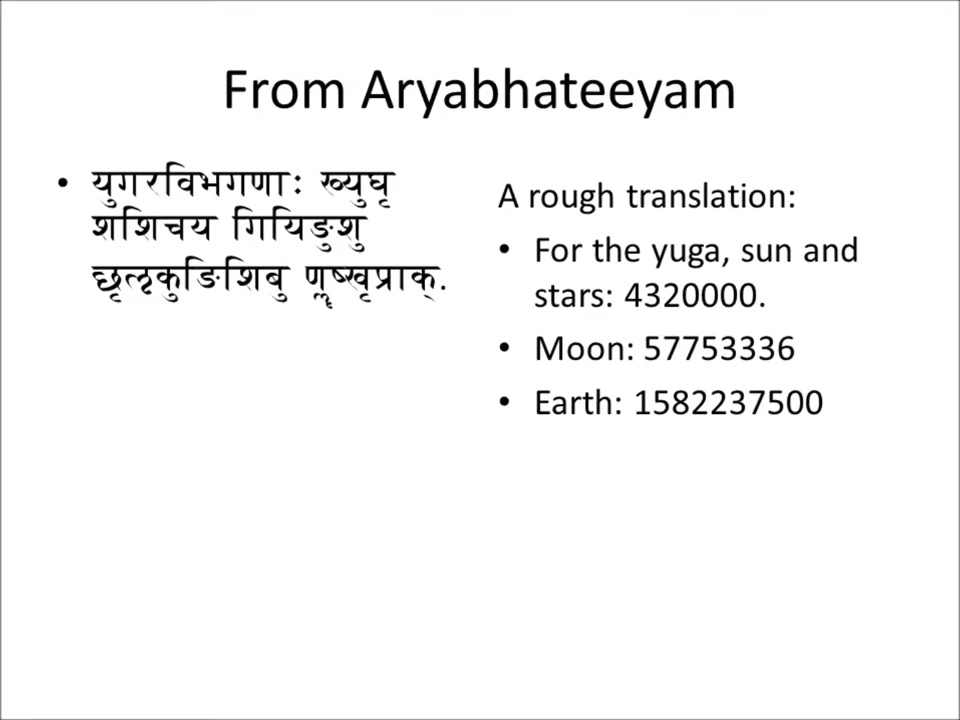 From Aryabhateeyam
• युगरविभगणाः ख्युघृ
शशिचय गियिङुशु
छृलृकुङिशिबु णॢष्खृप्राक्.
A rough translation:
• For the yuga, sun and
stars: 4320000.
• Moon: 57753336
• Earth: 1582237500